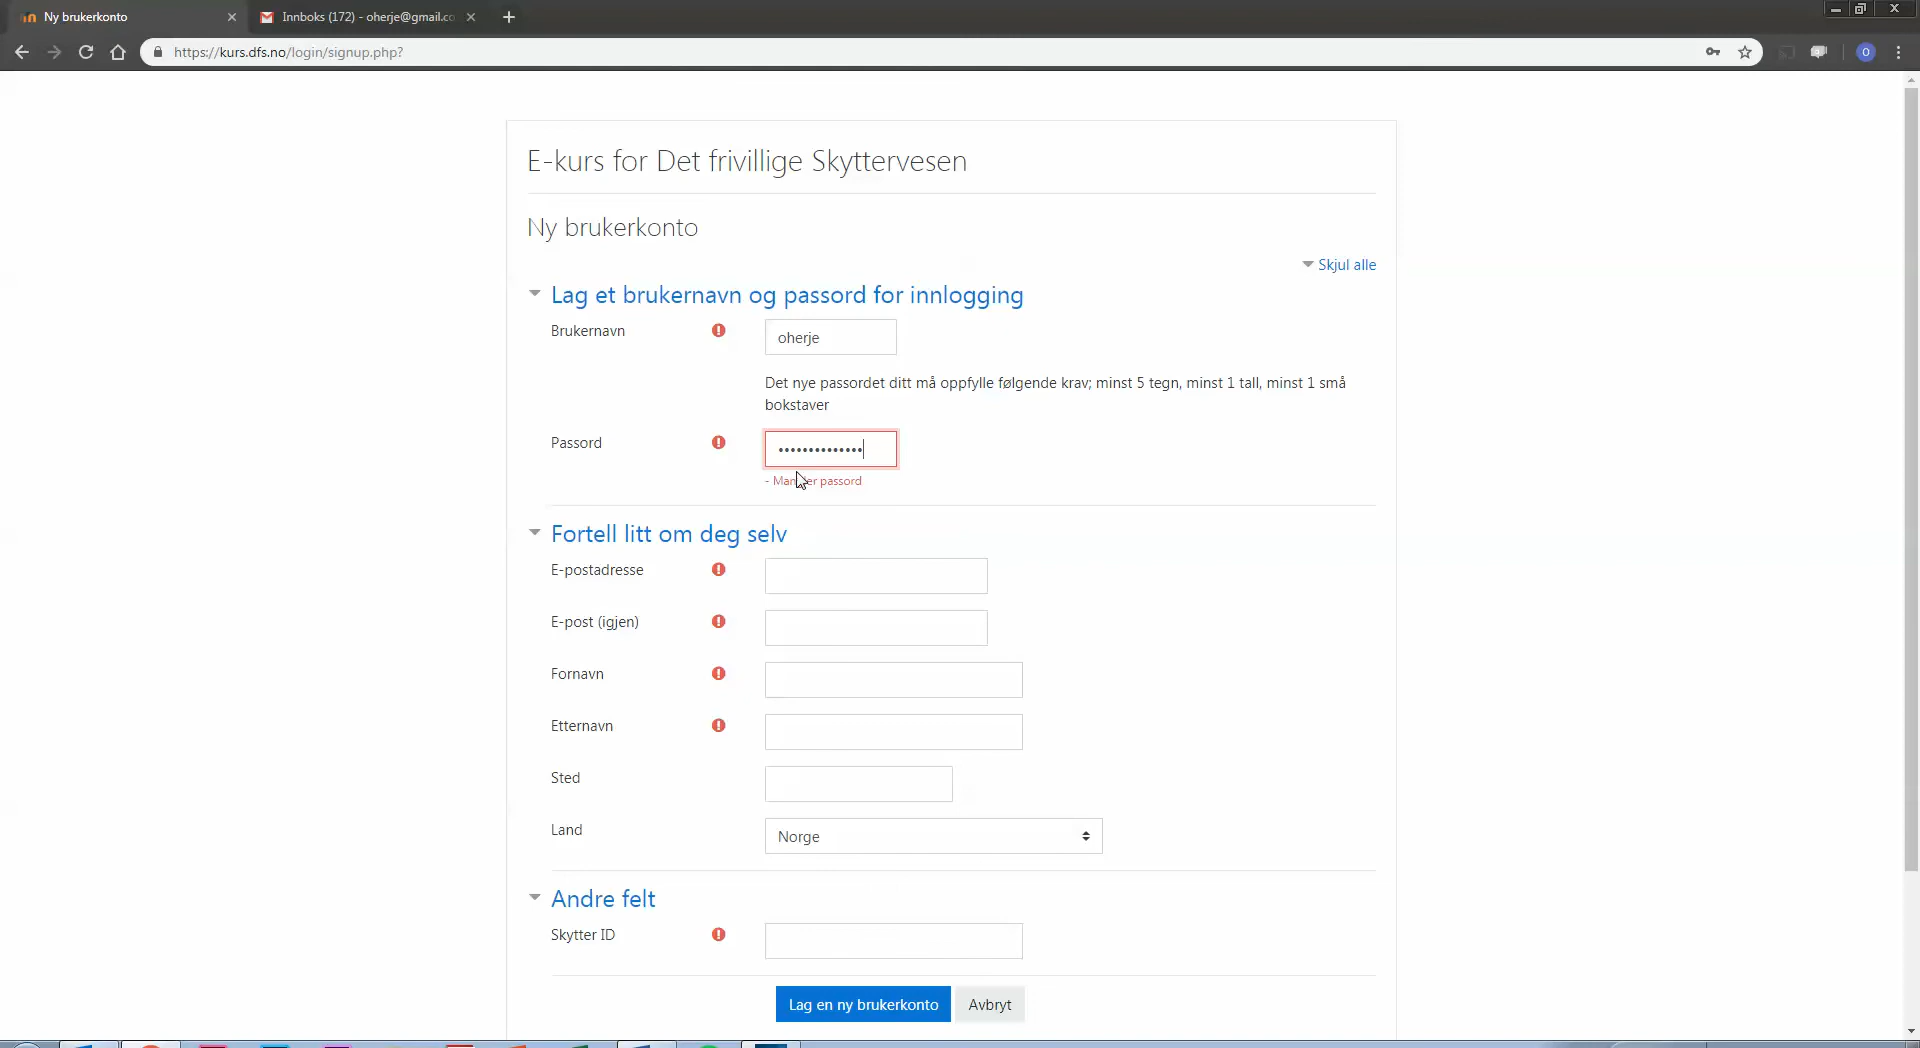 Ny brukerkonto
Innboks (172) - oherje@gmail.co
https://kurs.dfs.no/login/signup.php?
O
E-kurs for Det frivillige Skyttervesen
Ny brukerkonto
Skjul alle
Lag et brukernavn og passord for innlogging
Brukernavn
oherje
Det nye passordet ditt må oppfylle følgende krav; minst 5 tegn, minst 1 tall, minst 1 små
bokstaver
Passord
••••••••••••••
- Mangler passord
Fortell litt om deg selv
E-postadresse
E-post (igjen)
Fornavn
Etternavn
Sted
Land
Norge
Andre felt
Skytter ID
Lag en ny brukerkonto
Avbryt